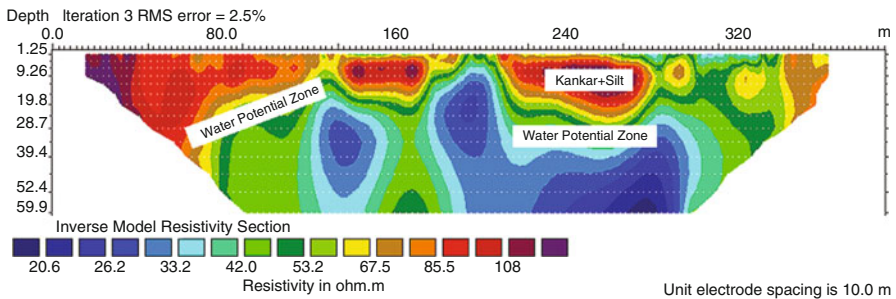 Depth Iteration 3 RMS error = 2.5%
0.0 80.0 160 240 320 m
1.25
9.26
19.8
28.7
39.4
52.4
59.9
Kankar+Silt
Water Potential Zone
Water Potential Zone
Inverse Model Resistivity Section
20.6 26.2 33.2 42.0 53.2 67.5 85.5 108
Resistivity in ohm.m
Unit electrode spacing is 10.0 m